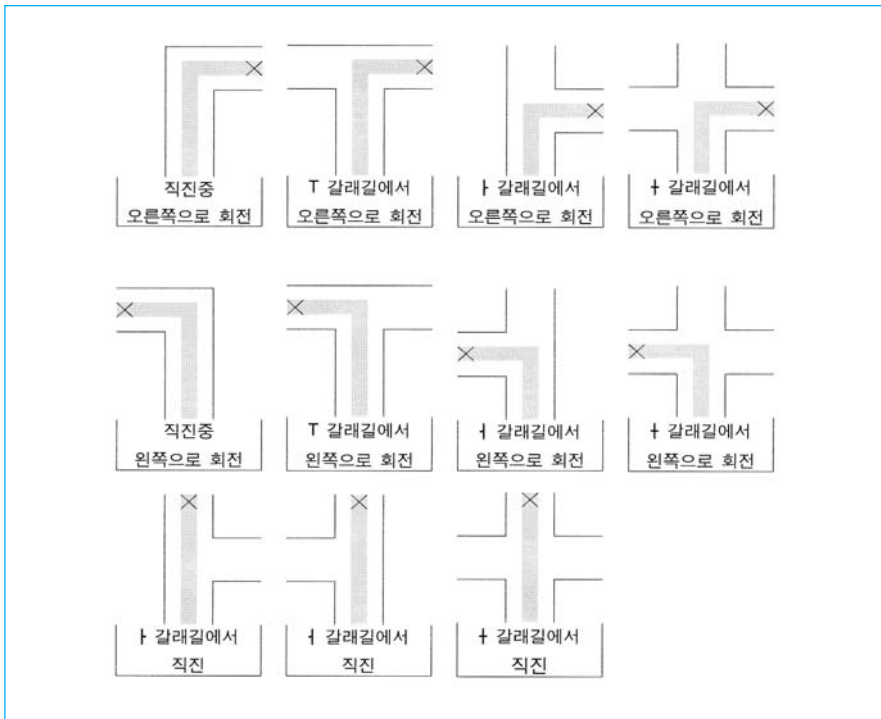 직진중
오른쪽으로 회전
ㅜ 갈래길에서
오른쪽으로 회전
ㅏ 갈래길에서
오른쪽으로 회전
┼ 갈래길에서
오른쪽으로 회전
직진중
왼쪽으로 회전
ㅜ 갈래길에서
왼쪽으로 회전
ㅓ 갈래길에서
왼쪽으로 회전
┼ 갈래길에서
왼쪽으로 회전
ㅏ 갈래길에서
직진
ㅓ 갈래길에서
직진
┼ 갈래길에서
직진